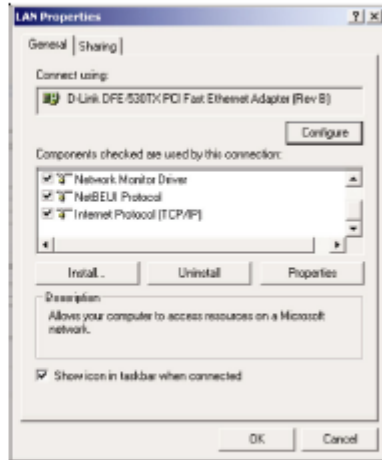 LAN Properties
General
Sharing
Connect using:
D-Link DFE-530TX PCI Fast Ethernet Adapter (Rev B)
Configure
Components checked are used by this connection:
Network Monitor Driver
NetBEUI Protocol
Internet Protocol (TCP/IP)
Install...
Uninstall
Properties
Description
Allows your computer to access resources on a Microsoft
network.
Show icon in taskbar when connected
OK
Cancel